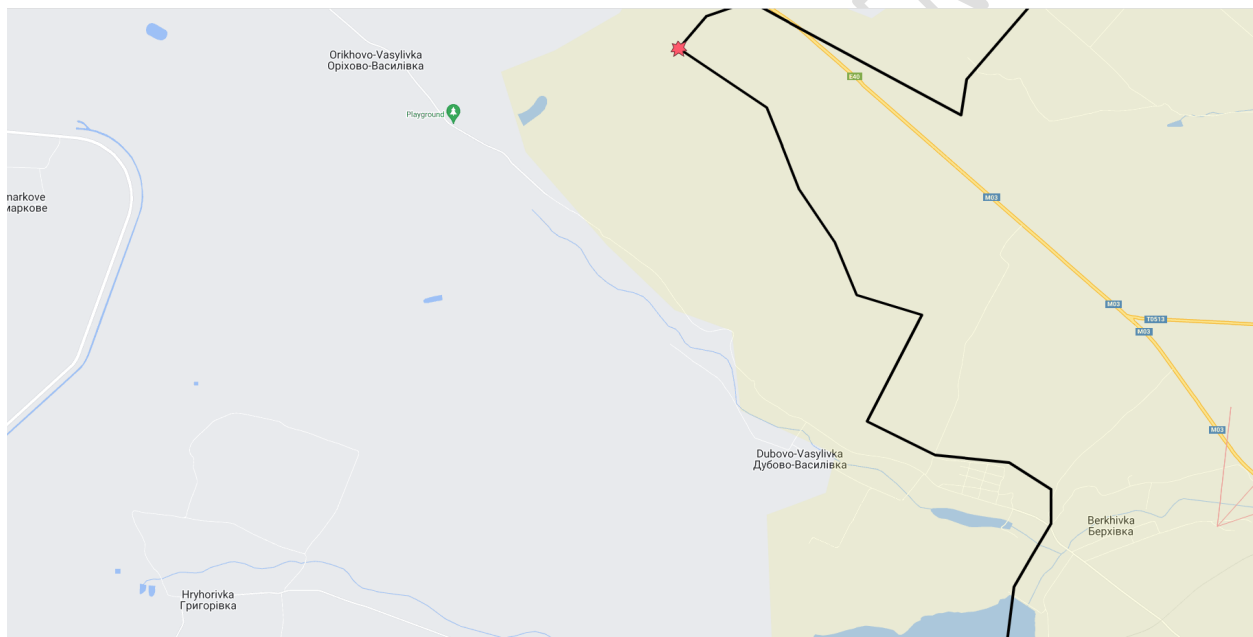 Orikhovo-Vasylivka
Оріхово-Василівка
Playground
E40
M03
narkove
маркове
M03
T0513
M03
M03
Dubovo-Vasylivka
Дубово-Василівка
Berkhivka
Берхівка
Hryhorivka
Григорівка